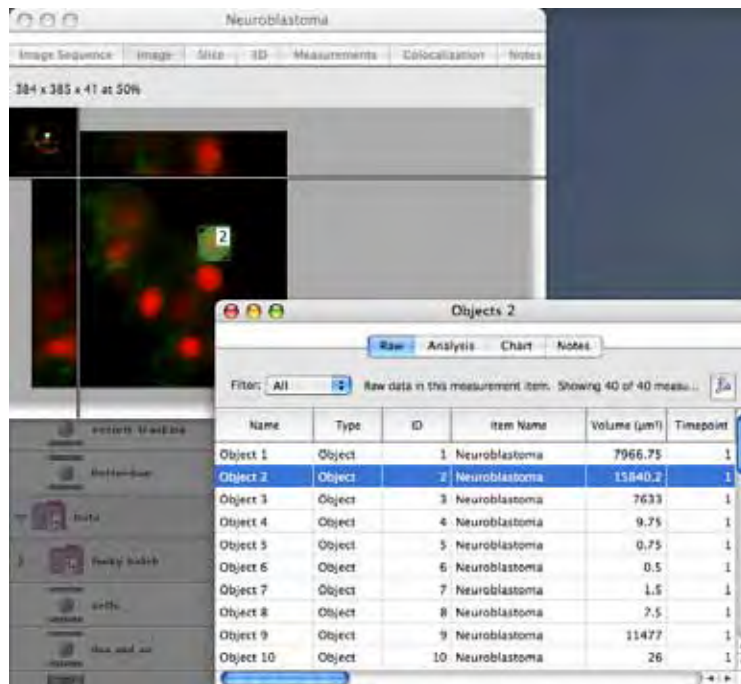 Neuroblastoma
Image Sequence Image Slice 3D Measurements Colocalization Notes
384 x 385 x 41 at 50%
2
Objects 2
Raw Analysis Chart Notes
Filter: All Raw data in this measurement item. Showing 40 of 40 measu...
Name Type ID Item Name Volume (µm³) Timepoint
Object 1 Object 1 Neuroblastoma 7966.75 1
Object 2 Object 2 Neuroblastoma 15840.2 1
Object 3 Object 3 Neuroblastoma 7633 1
Object 4 Object 4 Neuroblastoma 9.75 1
Object 5 Object 5 Neuroblastoma 0.75 1
Object 6 Object 6 Neuroblastoma 0.5 1
Object 7 Object 7 Neuroblastoma 1.5 1
Object 8 Object 8 Neuroblastoma 7.5 1
Object 9 Object 9 Neuroblastoma 11477 1
Object 10 Object 10 Neuroblastoma 26 1